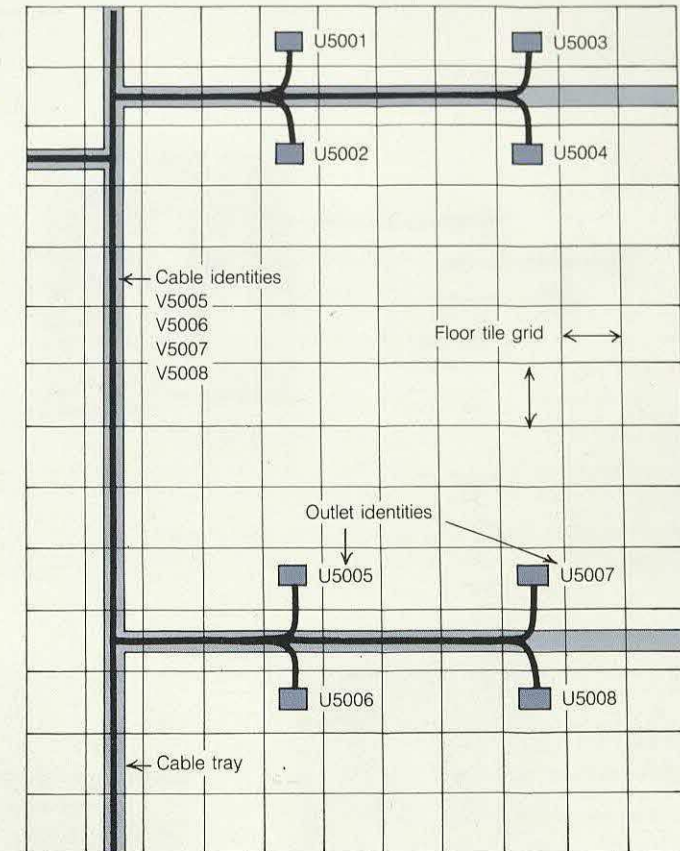 U5001
U5003
U5002
U5004
Cable identities
V5005
V5006
V5007
V5008
Floor tile grid
Outlet identities
U5005
U5007
U5006
U5008
Cable tray